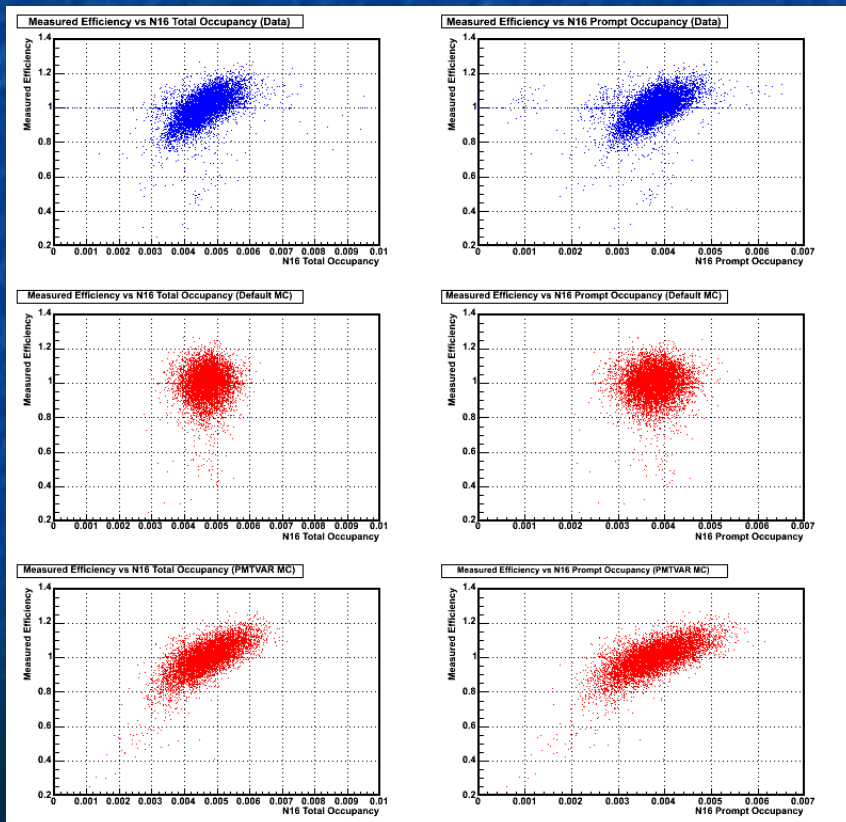 Measured Efficiency vs N16 Total Occupancy (Data)
Measured Efficiency
1.4
1.2
1
0.8
0.6
0.4
0.2
0 0.001 0.002 0.003 0.004 0.005 0.006 0.007 0.008 0.009 0.01
N16 Total Occupancy
Measured Efficiency vs N16 Prompt Occupancy (Data)
Measured Efficiency
1.4
1.2
1
0.8
0.6
0.4
0.2
0 0.001 0.002 0.003 0.004 0.005 0.006 0.007
N16 Prompt Occupancy
Measured Efficiency vs N16 Total Occupancy (Default MC)
Measured Efficiency
1.4
1.2
1
0.8
0.6
0.4
0.2
0 0.001 0.002 0.003 0.004 0.005 0.006 0.007 0.008 0.009 0.01
N16 Total Occupancy
Measured Efficiency vs N16 Prompt Occupancy (Default MC)
Measured Efficiency
1.4
1.2
1
0.8
0.6
0.4
0.2
0 0.001 0.002 0.003 0.004 0.005 0.006 0.007
N16 Prompt Occupancy
Measured Efficiency vs N16 Total Occupancy (PMTVAR MC)
Measured Efficiency
1.4
1.2
1
0.8
0.6
0.4
0.2
0 0.001 0.002 0.003 0.004 0.005 0.006 0.007 0.008 0.009 0.01
N16 Total Occupancy
Measured Efficiency vs N16 Prompt Occupancy (PMTVAR MC)
Measured Efficiency
1.4
1.2
1
0.8
0.6
0.4
0.2
0 0.001 0.002 0.003 0.004 0.005 0.006 0.007
N16 Prompt Occupancy